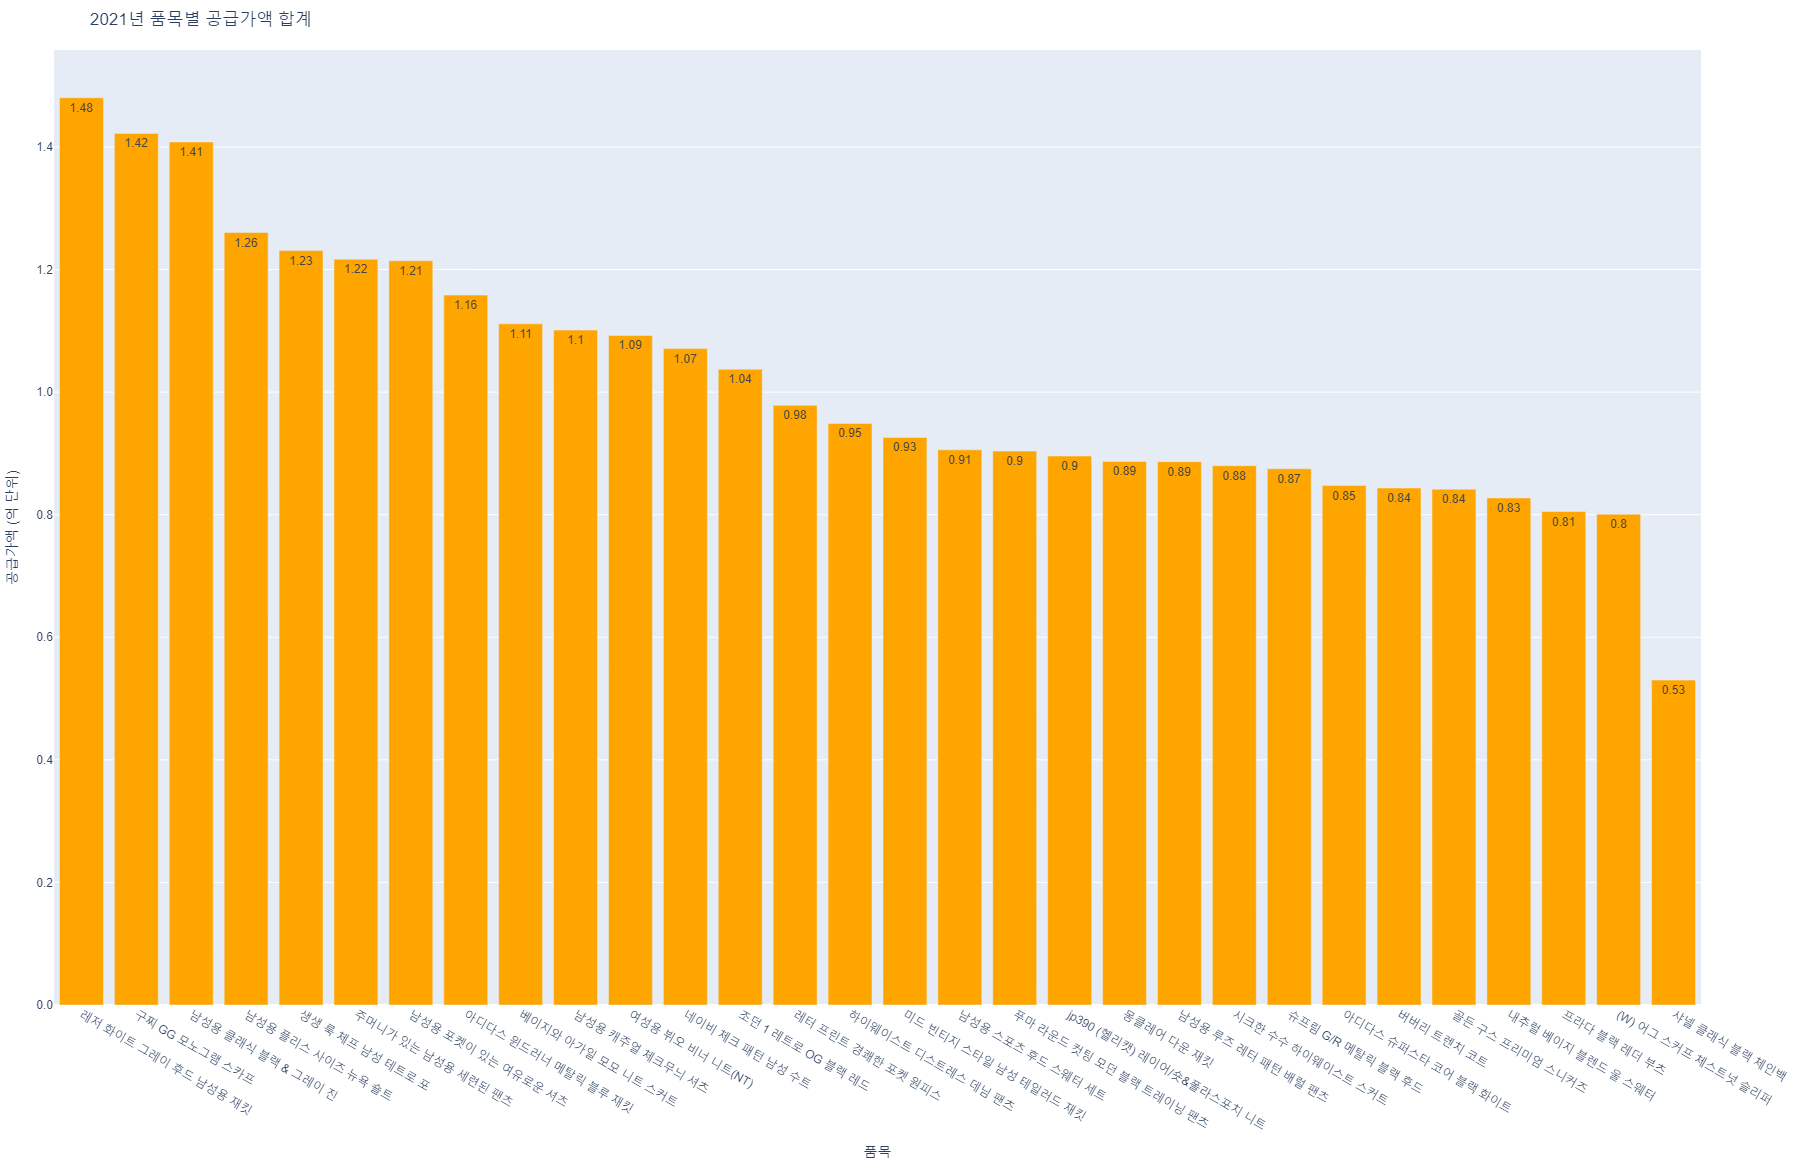 2021년 품목별 공급가액 합계
공급가액 (억 단위)
1.4
1.2
1.0
0.8
0.6
0.4
0.2
0.0
1.48
1.42
1.41
1.26
1.23
1.22
1.21
1.16
1.11
1.1
1.09
1.07
1.04
0.98
0.95
0.93
0.91
0.9
0.9
0.89
0.89
0.88
0.87
0.85
0.84
0.84
0.83
0.81
0.8
0.53
레저 화이트 그레이 후드 남성용 재킷
구찌 GG 모노그램 스카프
남성용 클래식 블랙 & 그레이 진
남성용 플리스 사이즈 뉴욕 숄트
생생 룩 체프 남성 테트로 포
주머니가 있는 남성용 세련된 팬츠
남성용 포켓이 있는 여유로운 셔츠
아디다스 윈드러너 메탈릭 블루 재킷
베이지와 아가일 모모 니트 스커트
남성용 캐주얼 체크무늬 셔츠
여성용 뷔오 비너 니트(NT)
네이비 체크 패턴 남성 수트
조던 1 레트로 OG 블랙 레드
레터 프린트 경쾌한 포켓 원피스
하이웨이스트 디스트레스 데님 팬츠
미드 빈티지 스타일 남성 테일러드 재킷
남성용 스포츠 후드 스웨터 세트
푸마 라운드 컷팅 모던 블랙 트레이닝 팬츠
jp390 (헬리캣) 레이어/숏&폴라스포치 니트
몽클레어 다운 재킷
남성용 루즈 레터 패턴 배럴 팬츠
시크한 수수 하이웨이스트 스커트
슈프림 G/R 메탈릭 블랙 후드
아디다스 슈퍼스타 코어 블랙 화이트
버버리 트렌치 코트
골든 구스 프리미엄 스니커즈
내추럴 베이지 블렌드 울 스웨터
프라다 블랙 레더 부츠
(W) 어그 스커프 체스트넛 슬리퍼
샤넬 클래식 블랙 체인백
품목